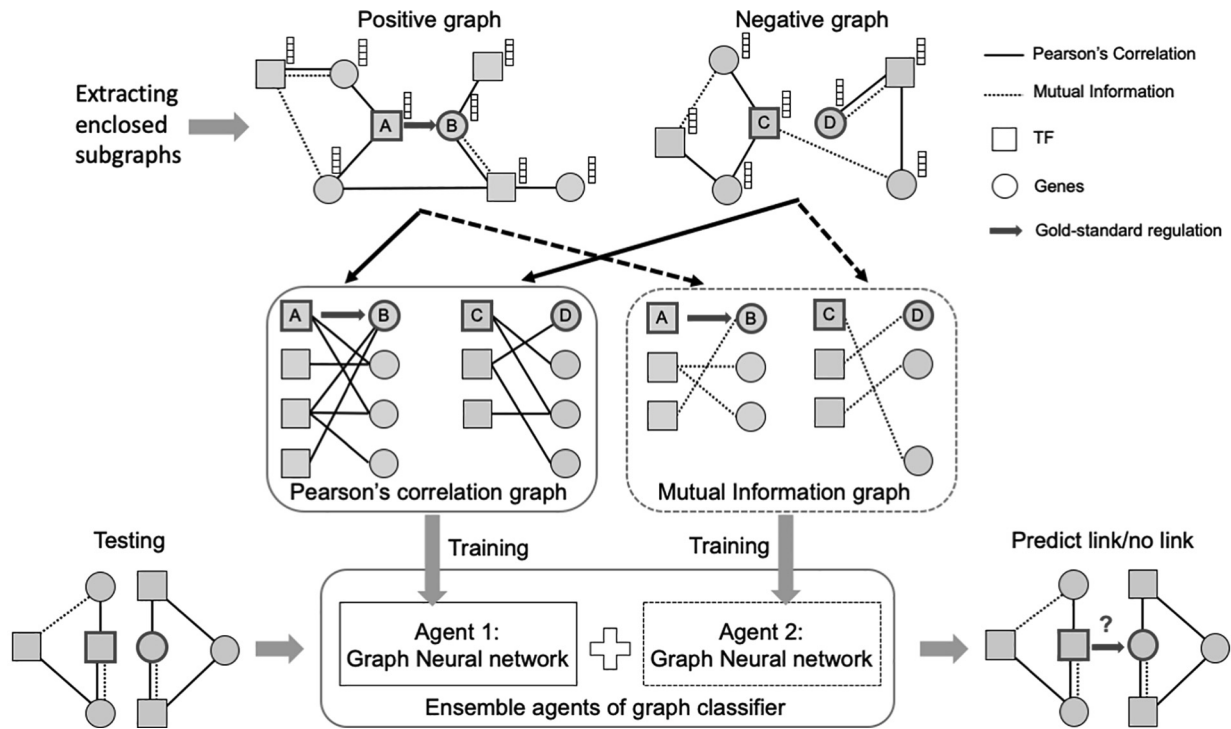 Positive graph
Negative graph
Extracting
enclosed
subgraphs
A
B
C
D
Pearson's Correlation
Mutual Information
TF
Genes
Gold-standard regulation
A
B
C
D
A
B
C
D
Pearson's correlation graph
Mutual Information graph
Testing
Training
Training
Predict link/no link
Agent 1:
Graph Neural network
Agent 2:
Graph Neural network
?
Ensemble agents of graph classifier